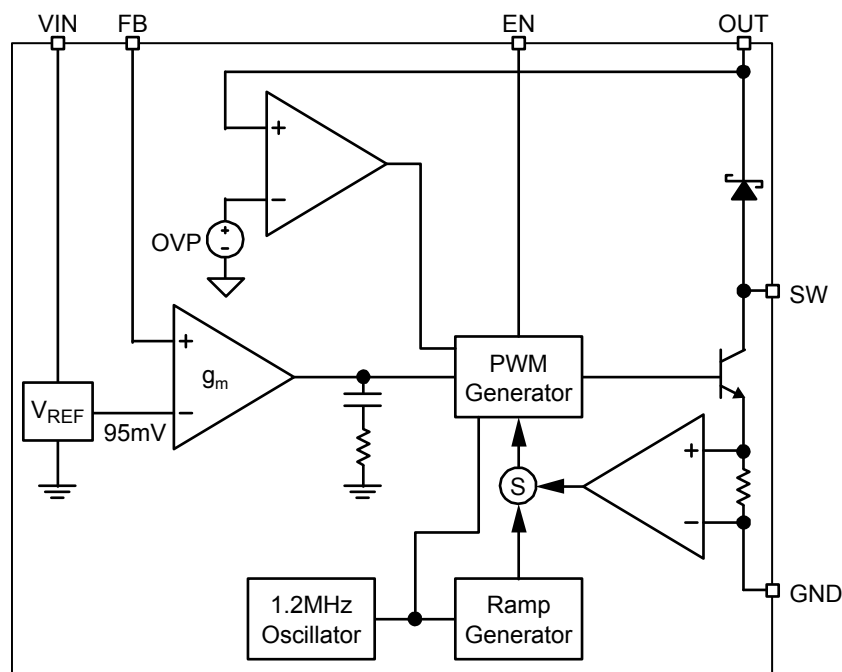 VIN FB EN OUT
+
−
OVP
+
−
SW
+
PWM
Generator
gm
VREF
−
95mV
+
S
−
GND
1.2MHz
Oscillator
Ramp
Generator